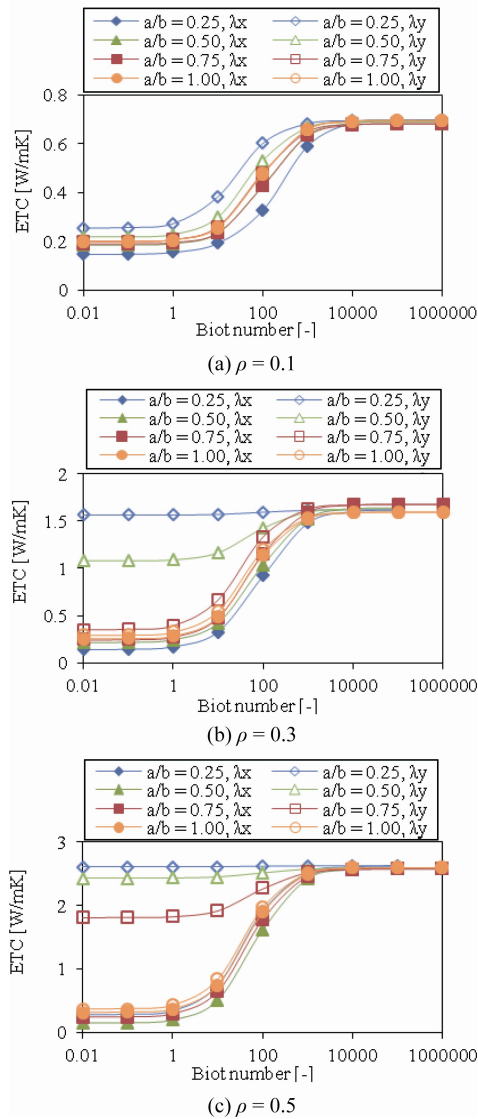 a/b = 0.25, λx a/b = 0.25, λy
a/b = 0.50, λx a/b = 0.50, λy
a/b = 0.75, λx a/b = 0.75, λy
a/b = 1.00, λx a/b = 1.00, λy
0.8
0.6
0.4
0.2
0
ETC [W/mK]
0.01 1 100 10000 1000000
Biot number [-]
(a) ρ = 0.1
a/b = 0.25, λx a/b = 0.25, λy
a/b = 0.50, λx a/b = 0.50, λy
a/b = 0.75, λx a/b = 0.75, λy
a/b = 1.00, λx a/b = 1.00, λy
2
1.5
1
0.5
0
ETC [W/mK]
0.01 1 100 10000 1000000
Biot number [-]
(b) ρ = 0.3
a/b = 0.25, λx a/b = 0.25, λy
a/b = 0.50, λx a/b = 0.50, λy
a/b = 0.75, λx a/b = 0.75, λy
a/b = 1.00, λx a/b = 1.00, λy
3
2
1
0
ETC [W/mK]
0.01 1 100 10000 1000000
Biot number [-]
(c) ρ = 0.5